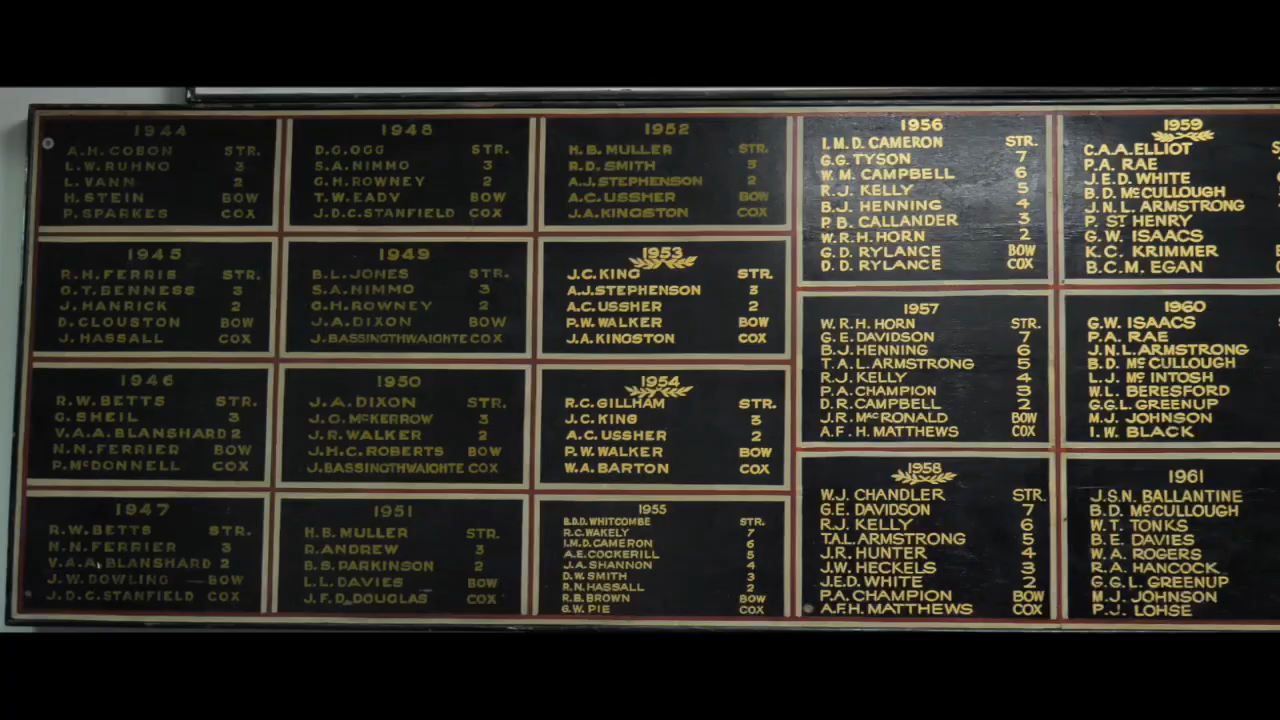 1944
A.H. COBON STR.
L.W. RUHNO 3
L. VANN 2
H. STEIN BOW
P. SPARKES COX
1945
R.H. FERRIS STR.
G.T. BENNESS 3
J. HANRICK 2
D. CLOUSTON BOW
J. HASSALL COX
1946
R.W. BETTS STR.
G. SHEIL 3
V.A.A. BLANSHARD 2
N.N. FERRIER BOW
P. McDONNELL COX
1947
R.W. BETTS STR.
N.N. FERRIER 3
V.A.A. BLANSHARD 2
J.W. DOWLING — BOW
J.D.C. STANFIELD COX
1948
D.G. OGG STR.
S.A. NIMMO 3
G.H. ROWNEY 2
T.W. EADY BOW
J.D.C. STANFIELD COX
1949
B.L. JONES STR.
S.A. NIMMO 3
G.H. ROWNEY 2
J.A. DIXON BOW
J. BASSINGTHWAIGHTE COX
1950
J.A. DIXON STR.
J.G. McKERROW 3
J.R. WALKER 2
J.H.C. ROBERTS BOW
J. BASSINGTHWAIGHTE COX
1951
H.B. MULLER STR.
D. ANDREW 3
B.S. PARKINSON 2
L.L. DAVIES BOW
J.F.D. DOUGLAS COX
1952
H.B. MULLER STR.
R.D. SMITH 3
A.J. STEPHENSON 2
A.C. USSHER BOW
J.A. KINGSTON COX
1953
J.C. KING STR.
A.J. STEPHENSON 3
A.C. USSHER 2
P.W. WALKER BOW
J.A. KINGSTON COX
1954
R.C. GILLHAM STR.
J.C. KING 3
A.C. USSHER 2
P.W. WALKER BOW
W.A. BARTON COX
1955
B.D.D. WHITCOMBE STR.
R.C. WAKELY 7
I.M.D. CAMERON 6
A.E. COCKERILL 5
J.A. SHANNON 4
D.W. SMITH 3
R.N. HASSALL 2
R.B. BROWN BOW
G.W. PIE COX
1956
I.M.D. CAMERON STR.
G.G. TYSON 7
W.M. CAMPBELL 6
R.J. KELLY 5
B.J. HENNING 4
P.B. CALLANDER 3
W.R.H. HORN 2
G.D. RYLANCE BOW
D.D. RYLANCE COX
1957
W.R.H. HORN STR.
G.E. DAVIDSON 7
B.J. HENNING 6
T.A.L. ARMSTRONG 5
R.J. KELLY 4
P.A. CHAMPION 3
D.R. CAMPBELL 2
J.R. MacRONALD BOW
A.F.H. MATTHEWS COX
1958
W.J. CHANDLER STR.
G.E. DAVIDSON 7
R.J. KELLY 6
T.A.L. ARMSTRONG 5
J.R. HUNTER 4
J.W. HECKELS 3
J.E.D. WHITE 2
P.A. CHAMPION BOW
A.F.H. MATTHEWS COX
1959
C.A.A. ELLIOT S
P.A. RAE
J.E.D. WHITE
B.D. McCULLOUGH
J.N.L. ARMSTRONG
P. ST HENRY
G.W. ISAACS
K.C. KRIMMER
B.C.M. EGAN
1960
G.W. ISAACS
P.A. RAE
J.N.L. ARMSTRONG
B.D. McCULLOUGH
L.J. McINTOSH
W.L. BERESFORD
G.G.L. GREENUP
M.J. JOHNSON
I.W. BLACK
1961
J.S.N. BALLANTINE
B.D. McCULLOUGH
W.T. TONKS
B.E. DAVIES
W.A. ROGERS
R.A. HANCOCK
G.G.L. GREENUP
M.J. JOHNSON
P.J. LOHSE